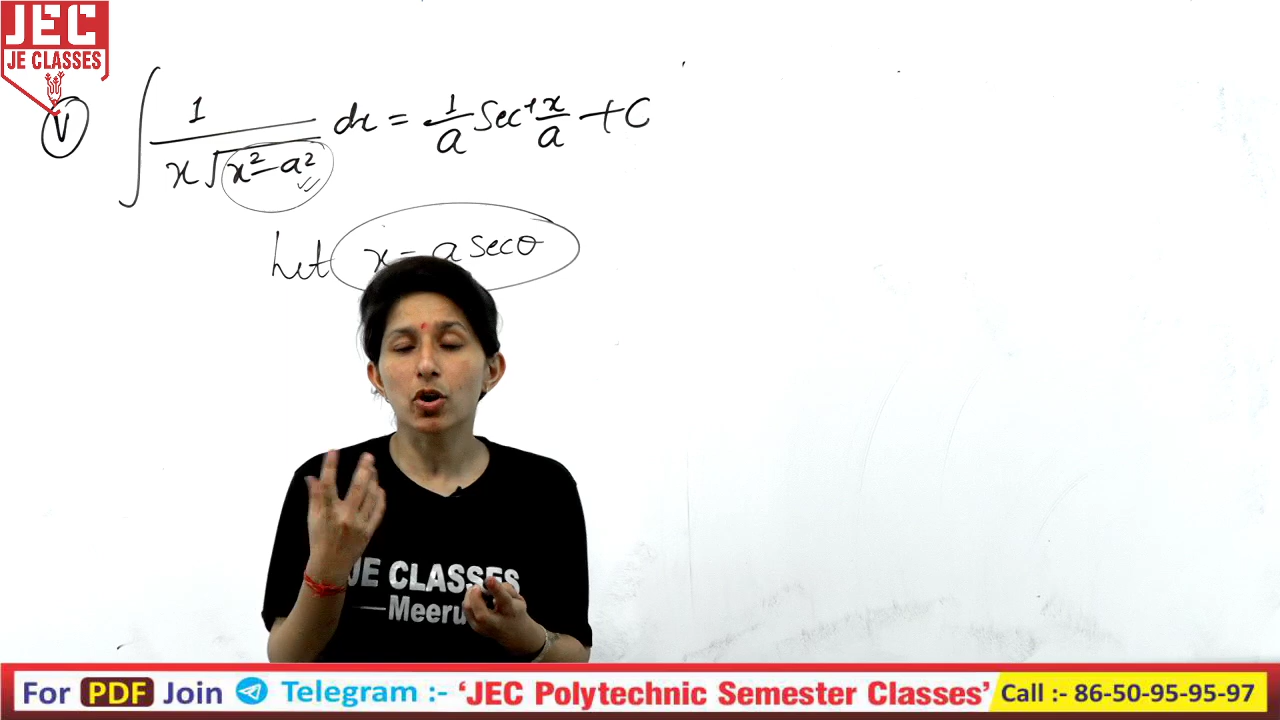 JEC
JE CLASSES
V ∫ 1 / x√x²-a² dx = 1/a Sec⁻¹ x/a + C
Let x = a secθ
JE CLASSES
Meeru
For PDF Join Telegram :- ‘JEC Polytechnic Semester Classes’ Call :- 86-50-95-95-97